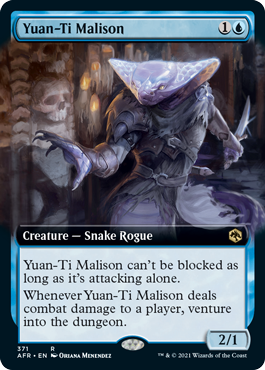 Yuan-Ti Malison 1
Creature — Snake Rogue
Yuan-Ti Malison can't be blocked as
long as it's attacking alone.
Whenever Yuan-Ti Malison deals
combat damage to a player, venture
into the dungeon.
2/1
371 R
AFR • EN Oriana Menendez ™ & © 2021 Wizards of the Coast